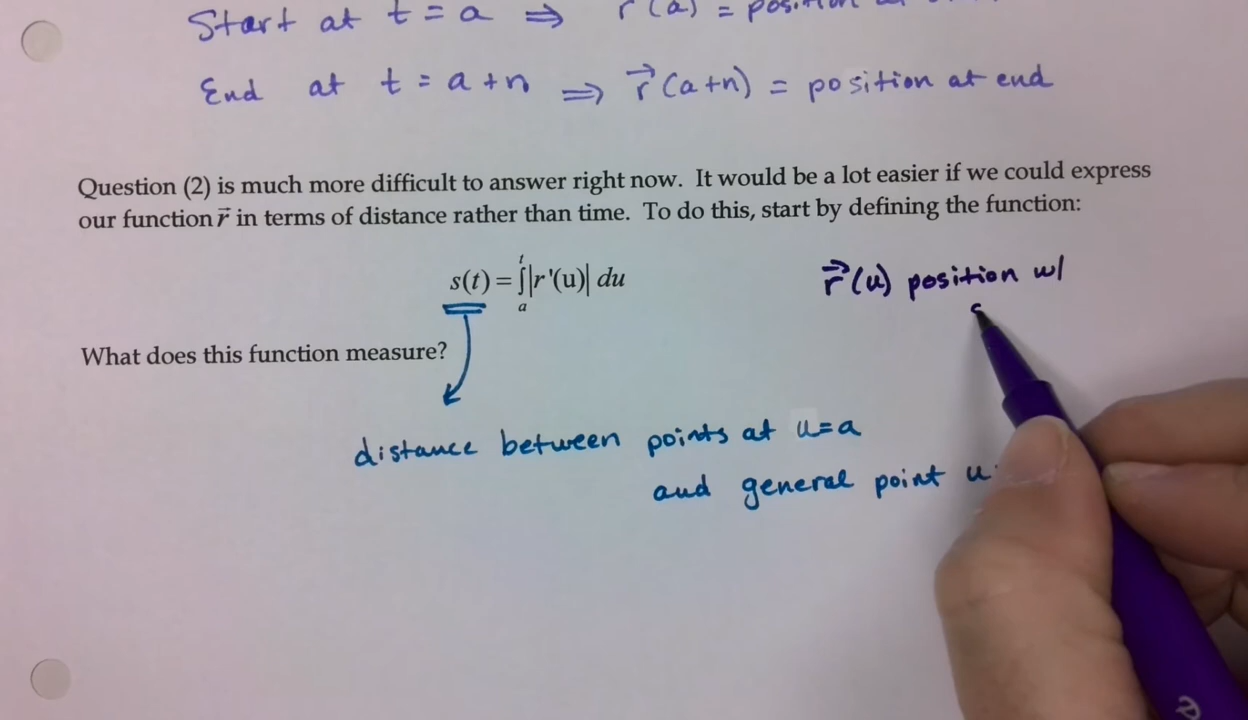 Start at t = a ⇒ r(a) = position
End at t = a + n ⇒ r⃗(a+n) = position at end
Question (2) is much more difficult to answer right now. It would be a lot easier if we could express
our function r⃗ in terms of distance rather than time. To do this, start by defining the function:
s(t) = ∫ₐᵗ |r'(u)| du
r⃗(u) position w/
What does this function measure?
distance between points at u=a
and general point u